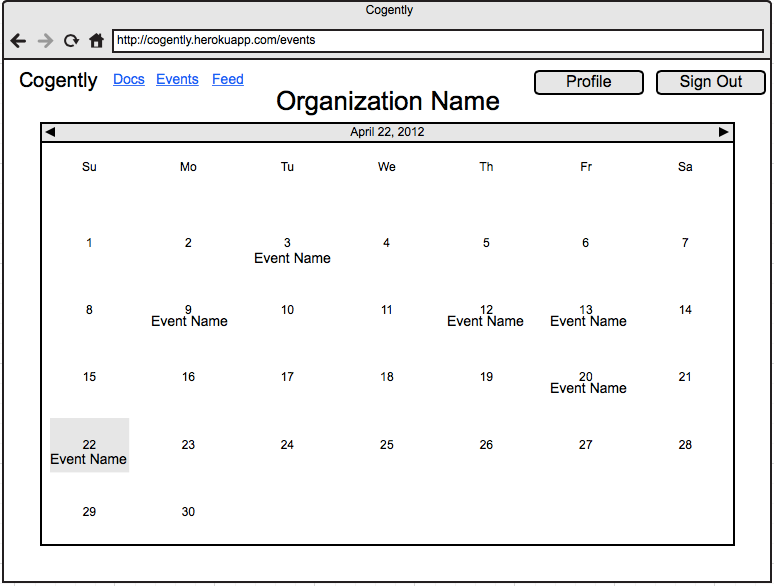 Cogently
http://cogently.herokuapp.com/events
Cogently Docs Events Feed Profile Sign Out
Organization Name
April 22, 2012
Su Mo Tu We Th Fr Sa
1 2 3 4 5 6 7
Event Name
8 9 10 11 12 13 14
Event Name Event Name Event Name
15 16 17 18 19 20 21
Event Name
22 23 24 25 26 27 28
Event Name
29 30